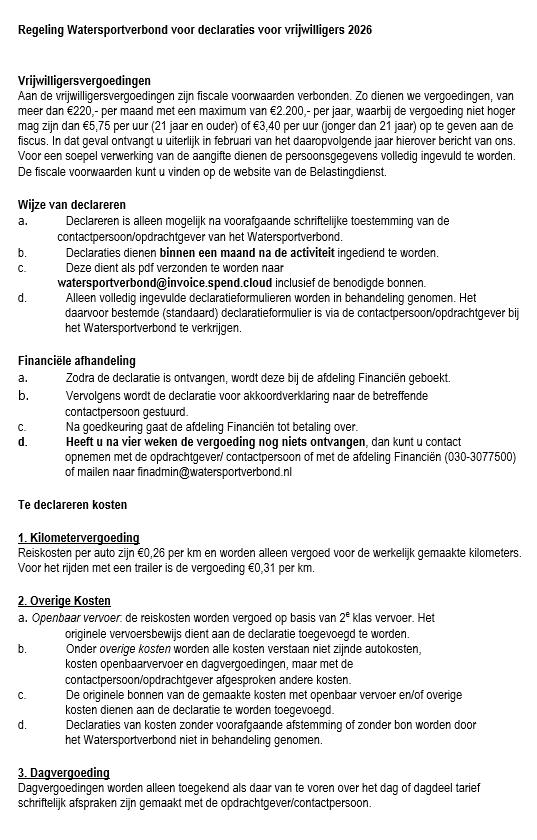 Regeling Watersportverbond voor declaraties voor vrijwilligers 2026
Vrijwilligersvergoedingen
Aan de vrijwilligersvergoedingen zijn fiscale voorwaarden verbonden. Zo dienen we vergoedingen, van
meer dan €220,- per maand met een maximum van €2.200,- per jaar, waarbij de vergoeding niet hoger
mag zijn dan €5,75 per uur (21 jaar en ouder) of €3,40 per uur (jonger dan 21 jaar) op te geven aan de
fiscus. In dat geval ontvangt u uiterlijk in februari van het daaropvolgende jaar hierover bericht van ons.
Voor een soepel verwerking van de aangifte dienen de persoonsgegevens volledig ingevuld te worden.
De fiscale voorwaarden kunt u vinden op de website van de Belastingdienst.
Wijze van declareren
a. Declareren is alleen mogelijk na voorafgaande schriftelijke toestemming van de
contactpersoon/opdrachtgever van het Watersportverbond.
b. Declaraties dienen binnen een maand na de activiteit ingediend te worden.
c. Deze dient als pdf verzonden te worden naar
watersportverbond@invoice.spend.cloud inclusief de benodigde bonnen.
d. Alleen volledig ingevulde declaratieformulieren worden in behandeling genomen. Het
daarvoor bestemde (standaard) declaratieformulier is via de contactpersoon/opdrachtgever bij
het Watersportverbond te verkrijgen.
Financiële afhandeling
a. Zodra de declaratie is ontvangen, wordt deze bij de afdeling Financiën geboekt.
b. Vervolgens wordt de declaratie voor akkoordverklaring naar de betreffende
contactpersoon gestuurd.
c. Na goedkeuring gaat de afdeling Financiën tot betaling over.
d. Heeft u na vier weken de vergoeding nog niets ontvangen, dan kunt u contact
opnemen met de opdrachtgever/ contactpersoon of met de afdeling Financiën (030-3077500)
of mailen naar finadmin@watersportverbond.nl
Te declareren kosten
1. Kilometervergoeding
Reiskosten per auto zijn €0,26 per km en worden alleen vergoed voor de werkelijk gemaakte kilometers.
Voor het rijden met een trailer is de vergoeding €0,31 per km.
2. Overige Kosten
a. Openbaar vervoer: de reiskosten worden vergoed op basis van 2e klas vervoer. Het
originele vervoersbewijs dient aan de declaratie toegevoegd te worden.
b. Onder overige kosten worden alle kosten verstaan niet zijnde autokosten,
kosten openbaarvervoer en dagvergoedingen, maar met de
contactpersoon/opdrachtgever afgesproken andere kosten.
c. De originele bonnen van de gemaakte kosten met openbaar vervoer en/of overige
kosten dienen aan de declaratie te worden toegevoegd.
d. Declaraties van kosten zonder voorafgaande afstemming of zonder bon worden door
het Watersportverbond niet in behandeling genomen.
3. Dagvergoeding
Dagvergoedingen worden alleen toegekend als daar van te voren over het dag of dagdeel tarief
schriftelijk afspraken zijn gemaakt met de opdrachtgever/contactpersoon.